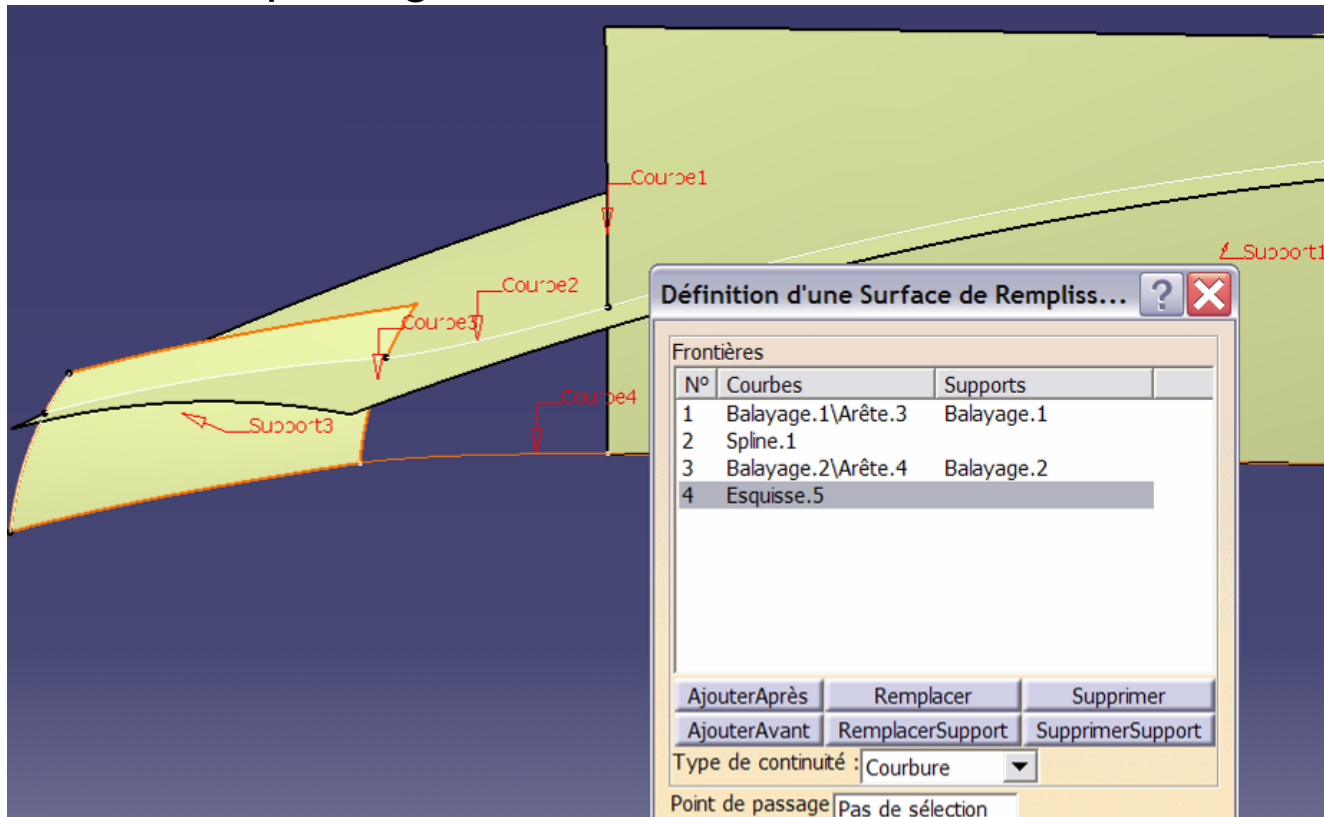 Courbe1
Support1
Courbe2
Courbe3
Courbe4
Support3
Définition d'une Surface de Rempliss...
Frontières
N° Courbes Supports
1 Balayage.1\Arête.3 Balayage.1
2 Spline.1
3 Balayage.2\Arête.4 Balayage.2
4 Esquisse.5
AjouterAprès Remplacer Supprimer
AjouterAvant RemplacerSupport SupprimerSupport
Type de continuité : Courbure
Point de passage Pas de sélection